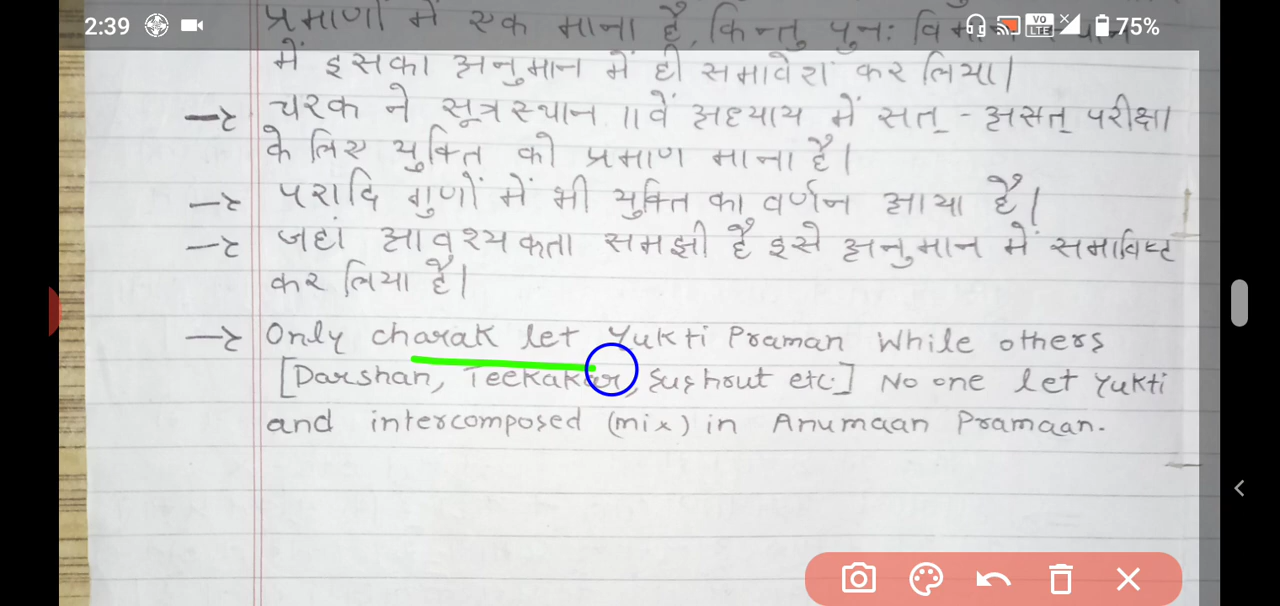 2:39
VO LTE
75%
प्रमाणों में एक माना है, किन्तु पुनः
में इसका अनुमान में ही समावेश कर लिया।
चरक ने सूत्रस्थान 11वें अध्याय में सत् - असत् परीक्षा
के लिए युक्ति को प्रमाण माना है।
परादि गुणों में भी युक्ति का वर्णन आया है।
जहां आवश्यकता समझी है इसे अनुमान में समाविष्ट
कर लिया है।
Only charak let Yukti Praman While others
[Darshan, Teekakar, Sushrut etc.] No one let Yukti
and intercomposed (mix) in Anumaan Pramaan.